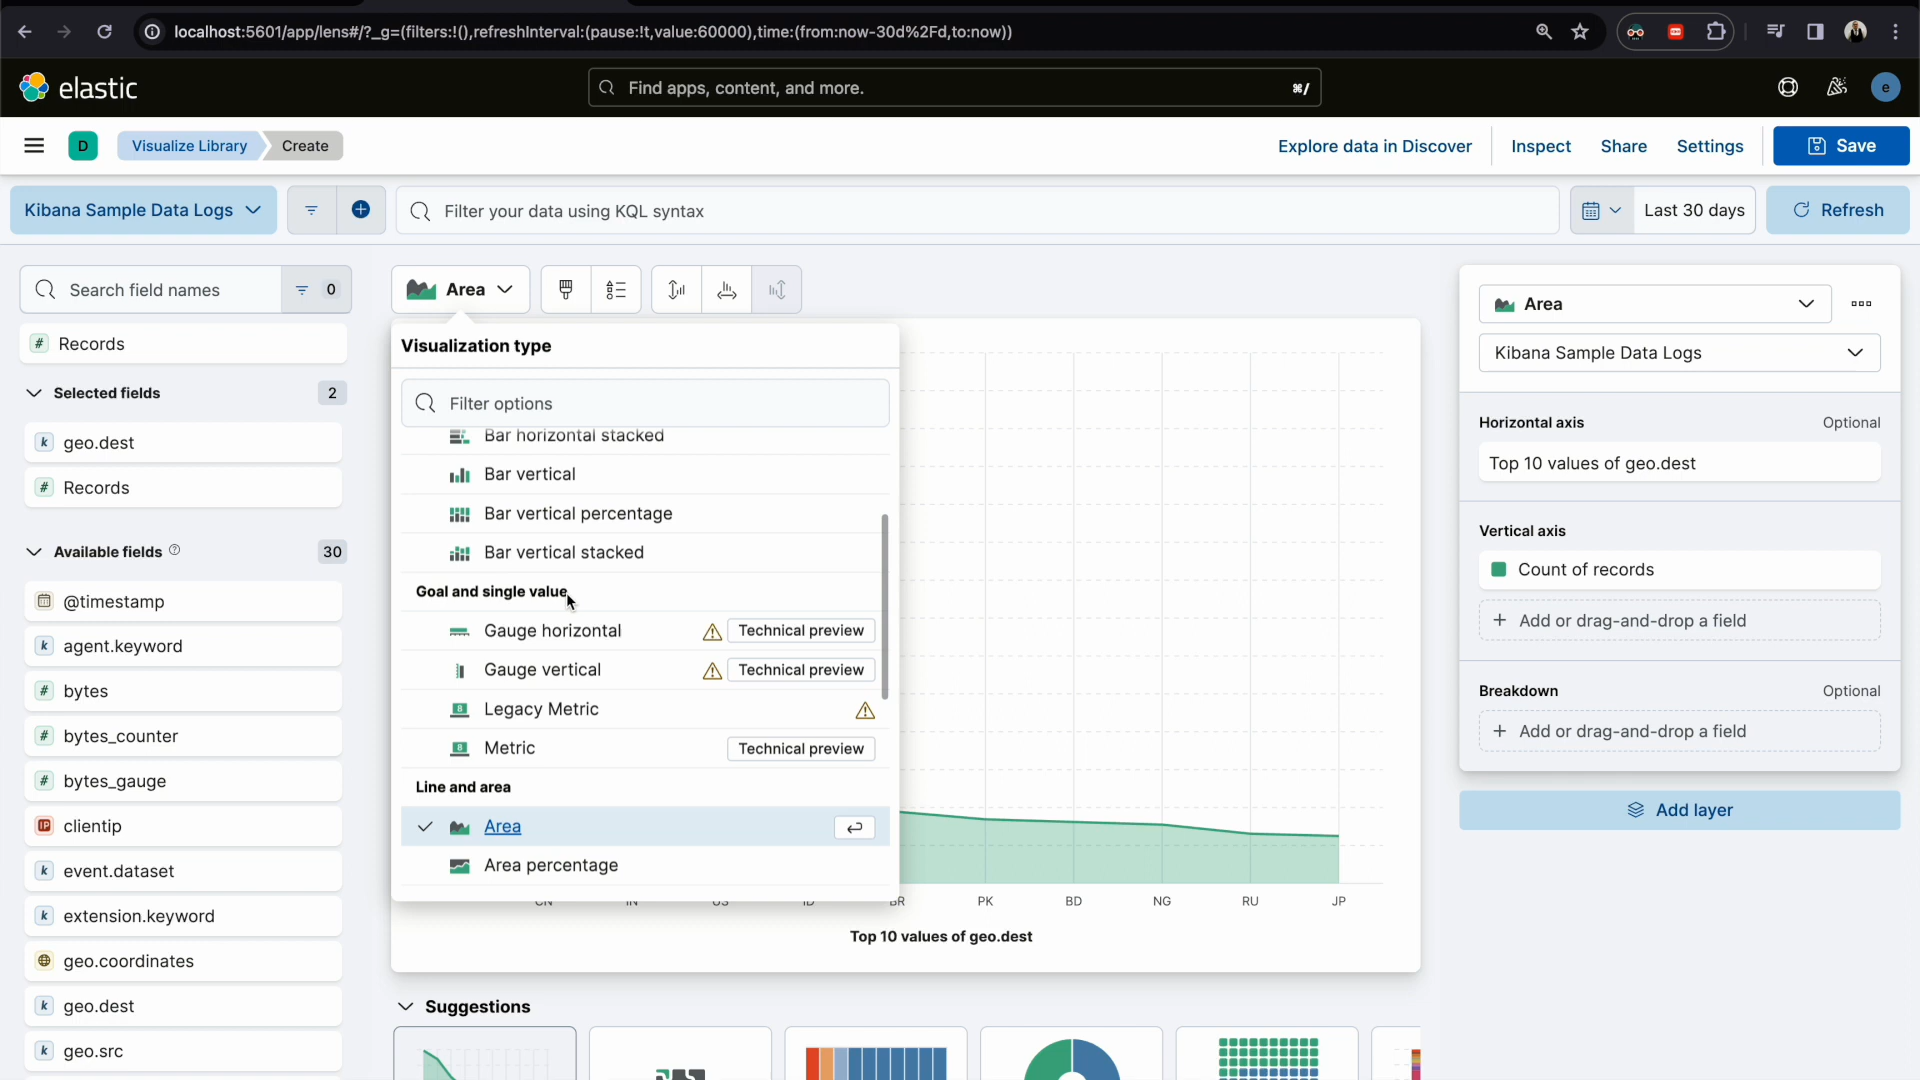 localhost:5601/app/lens#/?_g=(filters:!(),refreshInterval:(pause:!t,value:60000),time:(from:now-30d%2Fd,to:now))
elastic
Find apps, content, and more.
⌘/
e
D
Visualize Library
Create
Explore data in Discover
Inspect
Share
Settings
Save
Kibana Sample Data Logs
Filter your data using KQL syntax
Last 30 days
Refresh
Search field names
0
# Records
Selected fields
2
k geo.dest
# Records
Available fields
30
@timestamp
k agent.keyword
# bytes
# bytes_counter
# bytes_gauge
IP clientip
k event.dataset
k extension.keyword
geo.coordinates
k geo.dest
k geo.src
Area
Visualization type
Filter options
Bar horizontal stacked
Bar vertical
Bar vertical percentage
Bar vertical stacked
Goal and single value
Gauge horizontal
Technical preview
Gauge vertical
Technical preview
8 Legacy Metric
8 Metric
Technical preview
Line and area
Area
Area percentage
CN IN US ID BR PK BD NG RU JP
Top 10 values of geo.dest
Suggestions
Area
Kibana Sample Data Logs
Horizontal axis
Optional
Top 10 values of geo.dest
Vertical axis
Count of records
+ Add or drag-and-drop a field
Breakdown
Optional
+ Add or drag-and-drop a field
Add layer